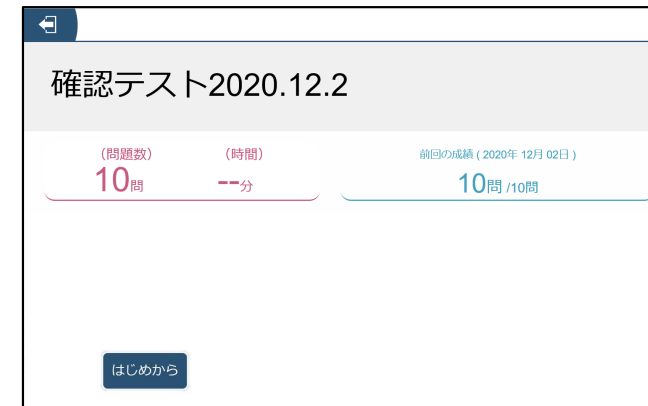 確認テスト2020.12.2
（問題数） （時間）
10問 --分
前回の成績 ( 2020年 12月 02日 )
10問 /10問
はじめから